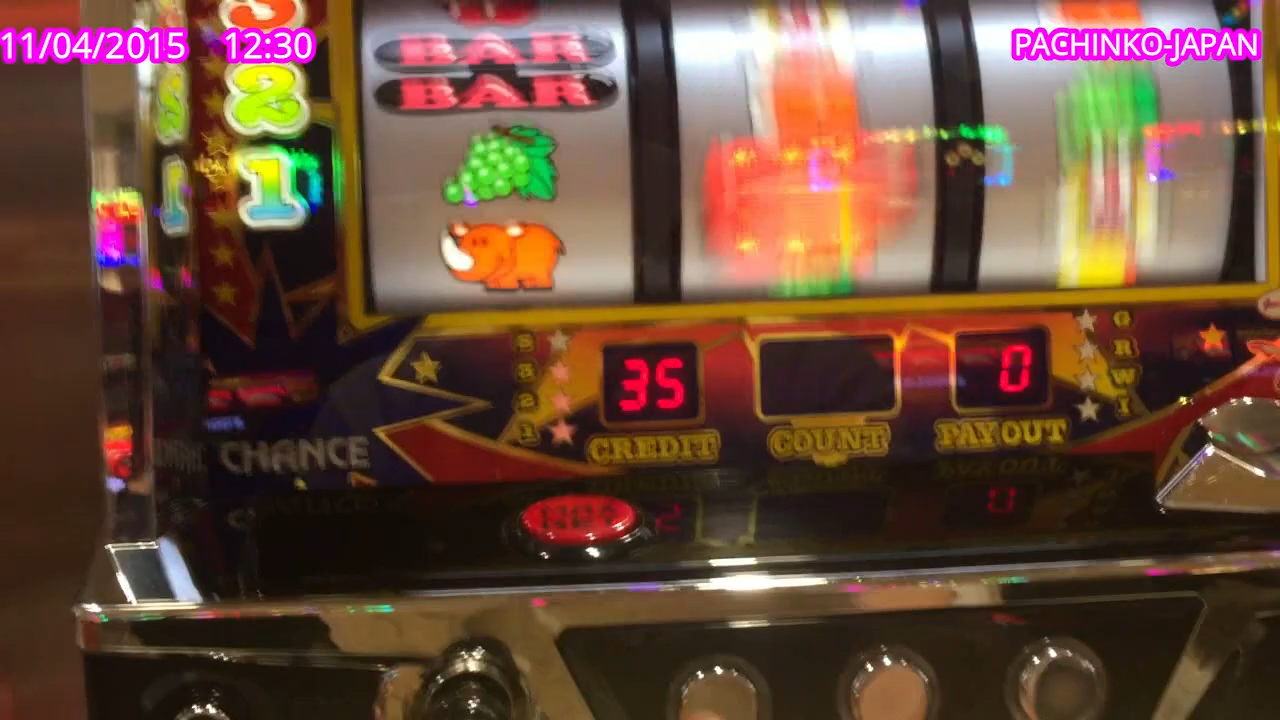 11/04/2015 12:30
PACHINKO-JAPAN
3
BAR
BAR
2
1
35
0
CREDIT
COUNT
PAYOUT
CHANCE